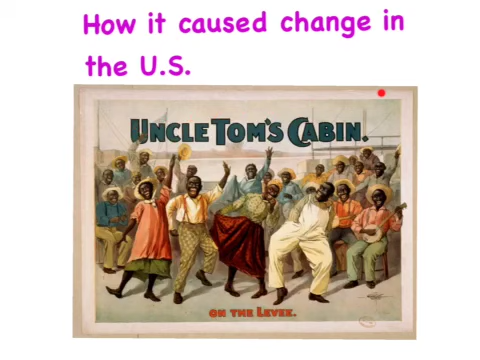 How it caused change in
the U.S.
UNCLE TOM'S CABIN.
ON THE LEVEE.